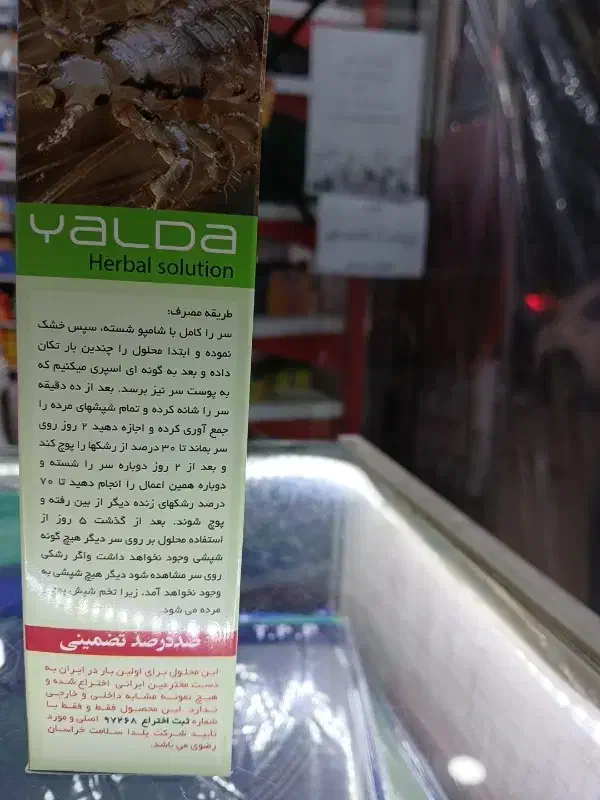 YALDA
Herbal solution
طریقه مصرف:
سر را کامل با شامپو شسته، سپس خشک
نموده و ابتدا محلول را چندین بار تکان
داده و بعد به گونه ای اسپری میکنیم که
به پوست سر نیز برسد. بعد از ده دقیقه
سر را شانه کرده و تمام شپشهای مرده را
جمع آوری کرده و اجازه دهید ۲ روز روی
سر بماند تا ۳۰ درصد از رشکها را پوچ کند
و بعد از ۲ روز دوباره سر را شسته و
دوباره همین اعمال را انجام دهید تا ۷۰
درصد رشکهای زنده دیگر از بین رفته و
پوچ شوند. بعد از گذشت ۵ روز از
استفاده محلول بر روی سر دیگر هیچ گونه
شپشی وجود نخواهد داشت واگر رشکی
روی سر مشاهده شود دیگر هیچ شپشی به
وجود نخواهد آمد، زیرا تخم شپش
مرده می شود.
صددرصد تضمینی
این محلول برای اولین بار در ایران به
دست مخترعین ایرانی اختراع شده و
هیچ نمونه مشابه داخلی و خارجی
ندارد. این محصول فقط و فقط با
شماره ثبت اختراع ۹۷۲۶۸ اصلی و مورد
تأیید شرکت یلدا سلامت خراسان
رضوی می باشد.